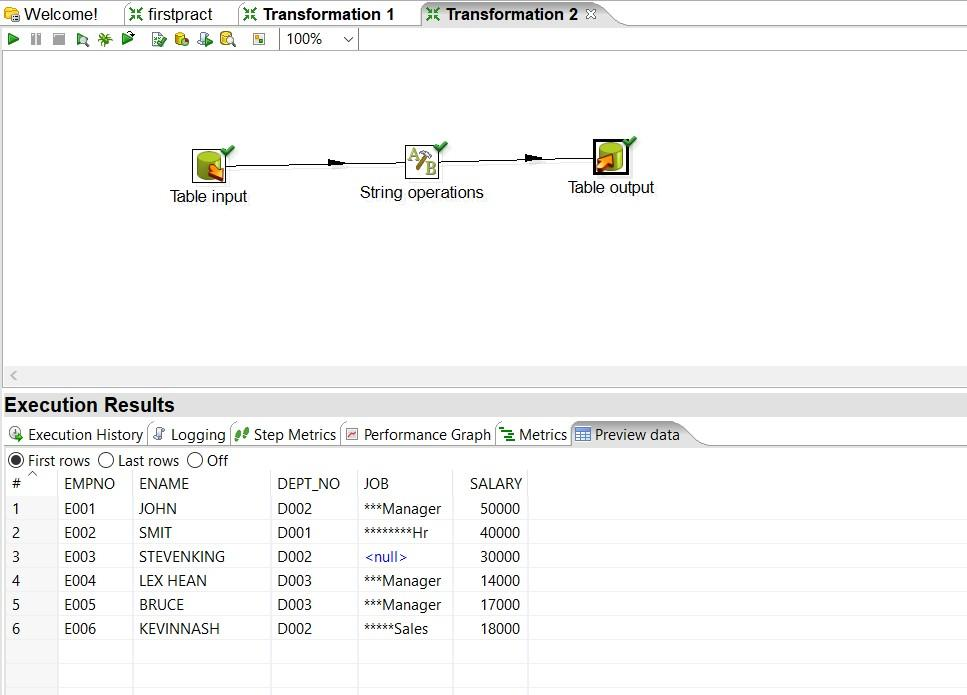 Welcome! firstpract Transformation 1 Transformation 2
100%
Table input String operations Table output
Execution Results
Execution History Logging Step Metrics Performance Graph Metrics Preview data
First rows Last rows Off
# EMPNO ENAME DEPT_NO JOB SALARY
1 E001 JOHN D002 ***Manager 50000
2 E002 SMIT D001 ********Hr 40000
3 E003 STEVENKING D002 <null> 30000
4 E004 LEX HEAN D003 ***Manager 14000
5 E005 BRUCE D003 ***Manager 17000
6 E006 KEVINNASH D002 *****Sales 18000